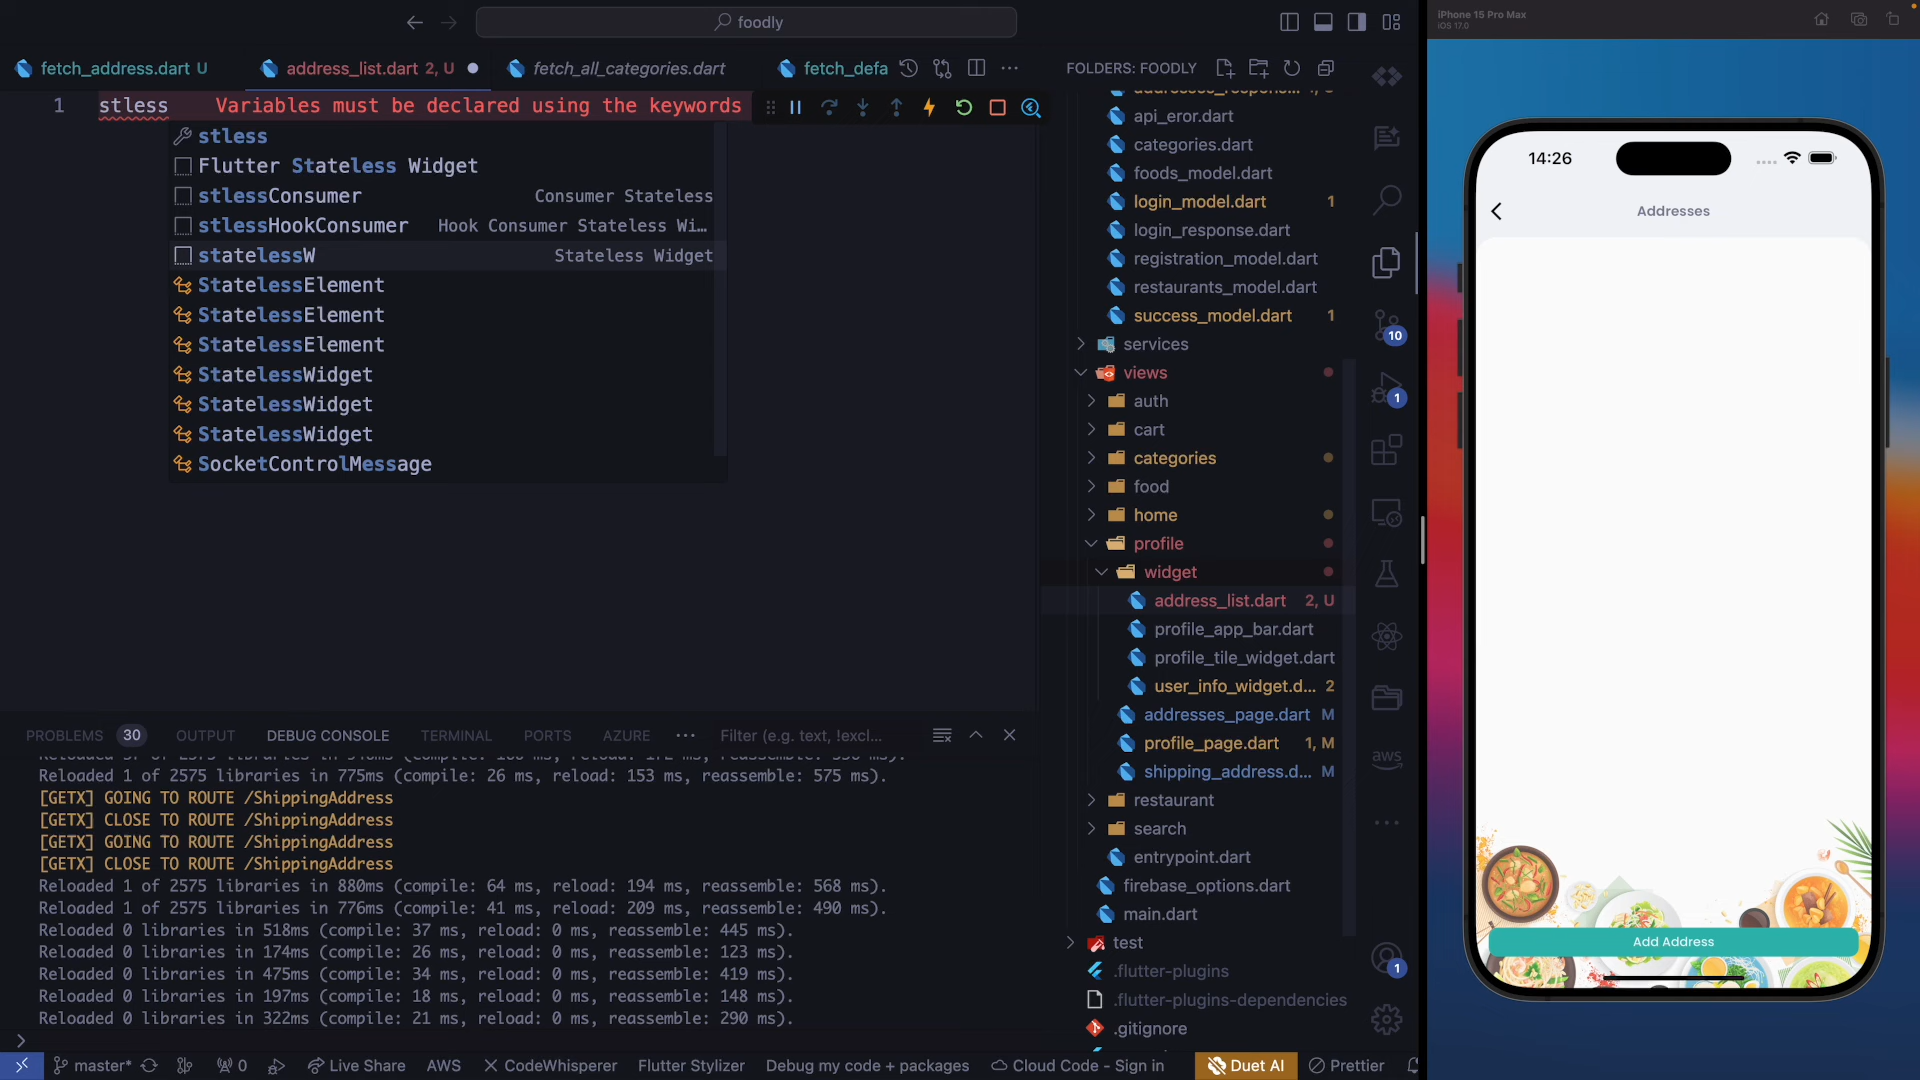 foodly
fetch_address.dart U
address_list.dart 2, U
fetch_all_categories.dart
fetch_defa
1 stless Variables must be declared using the keywords
stless
Flutter Stateless Widget
stlessConsumer Consumer Stateless
stlessHookConsumer Hook Consumer Stateless Wi…
statelessW Stateless Widget
StatelessElement
StatelessElement
StatelessElement
StatelessWidget
StatelessWidget
StatelessWidget
SocketControlMessage
FOLDERS: FOODLY
api_eror.dart
categories.dart
foods_model.dart
login_model.dart 1
login_response.dart
registration_model.dart
restaurants_model.dart
success_model.dart 1
services
views
auth
cart
categories
food
home
profile
widget
address_list.dart 2, U
profile_app_bar.dart
profile_tile_widget.dart
user_info_widget.d... 2
addresses_page.dart M
profile_page.dart 1, M
shipping_address.d... M
restaurant
search
entrypoint.dart
firebase_options.dart
main.dart
test
.flutter-plugins
.flutter-plugins-dependencies
.gitignore
10
1
aws
1
PROBLEMS 30 OUTPUT DEBUG CONSOLE TERMINAL PORTS AZURE Filter (e.g. text, !excl...
Reloaded 1 of 2575 libraries in 775ms (compile: 26 ms, reload: 153 ms, reassemble: 575 ms).
[GETX] GOING TO ROUTE /ShippingAddress
[GETX] CLOSE TO ROUTE /ShippingAddress
[GETX] GOING TO ROUTE /ShippingAddress
[GETX] CLOSE TO ROUTE /ShippingAddress
Reloaded 1 of 2575 libraries in 880ms (compile: 64 ms, reload: 194 ms, reassemble: 568 ms).
Reloaded 1 of 2575 libraries in 776ms (compile: 41 ms, reload: 209 ms, reassemble: 490 ms).
Reloaded 0 libraries in 518ms (compile: 37 ms, reload: 0 ms, reassemble: 445 ms).
Reloaded 0 libraries in 174ms (compile: 26 ms, reload: 0 ms, reassemble: 123 ms).
Reloaded 0 libraries in 475ms (compile: 34 ms, reload: 0 ms, reassemble: 419 ms).
Reloaded 0 libraries in 197ms (compile: 18 ms, reload: 0 ms, reassemble: 148 ms).
Reloaded 0 libraries in 322ms (compile: 21 ms, reload: 0 ms, reassemble: 290 ms).
master* 0 Live Share AWS CodeWhisperer Flutter Stylizer Debug my code + packages Cloud Code - Sign in Duet AI Prettier
iPhone 15 Pro Max
iOS 17.0
14:26
Addresses
Add Address